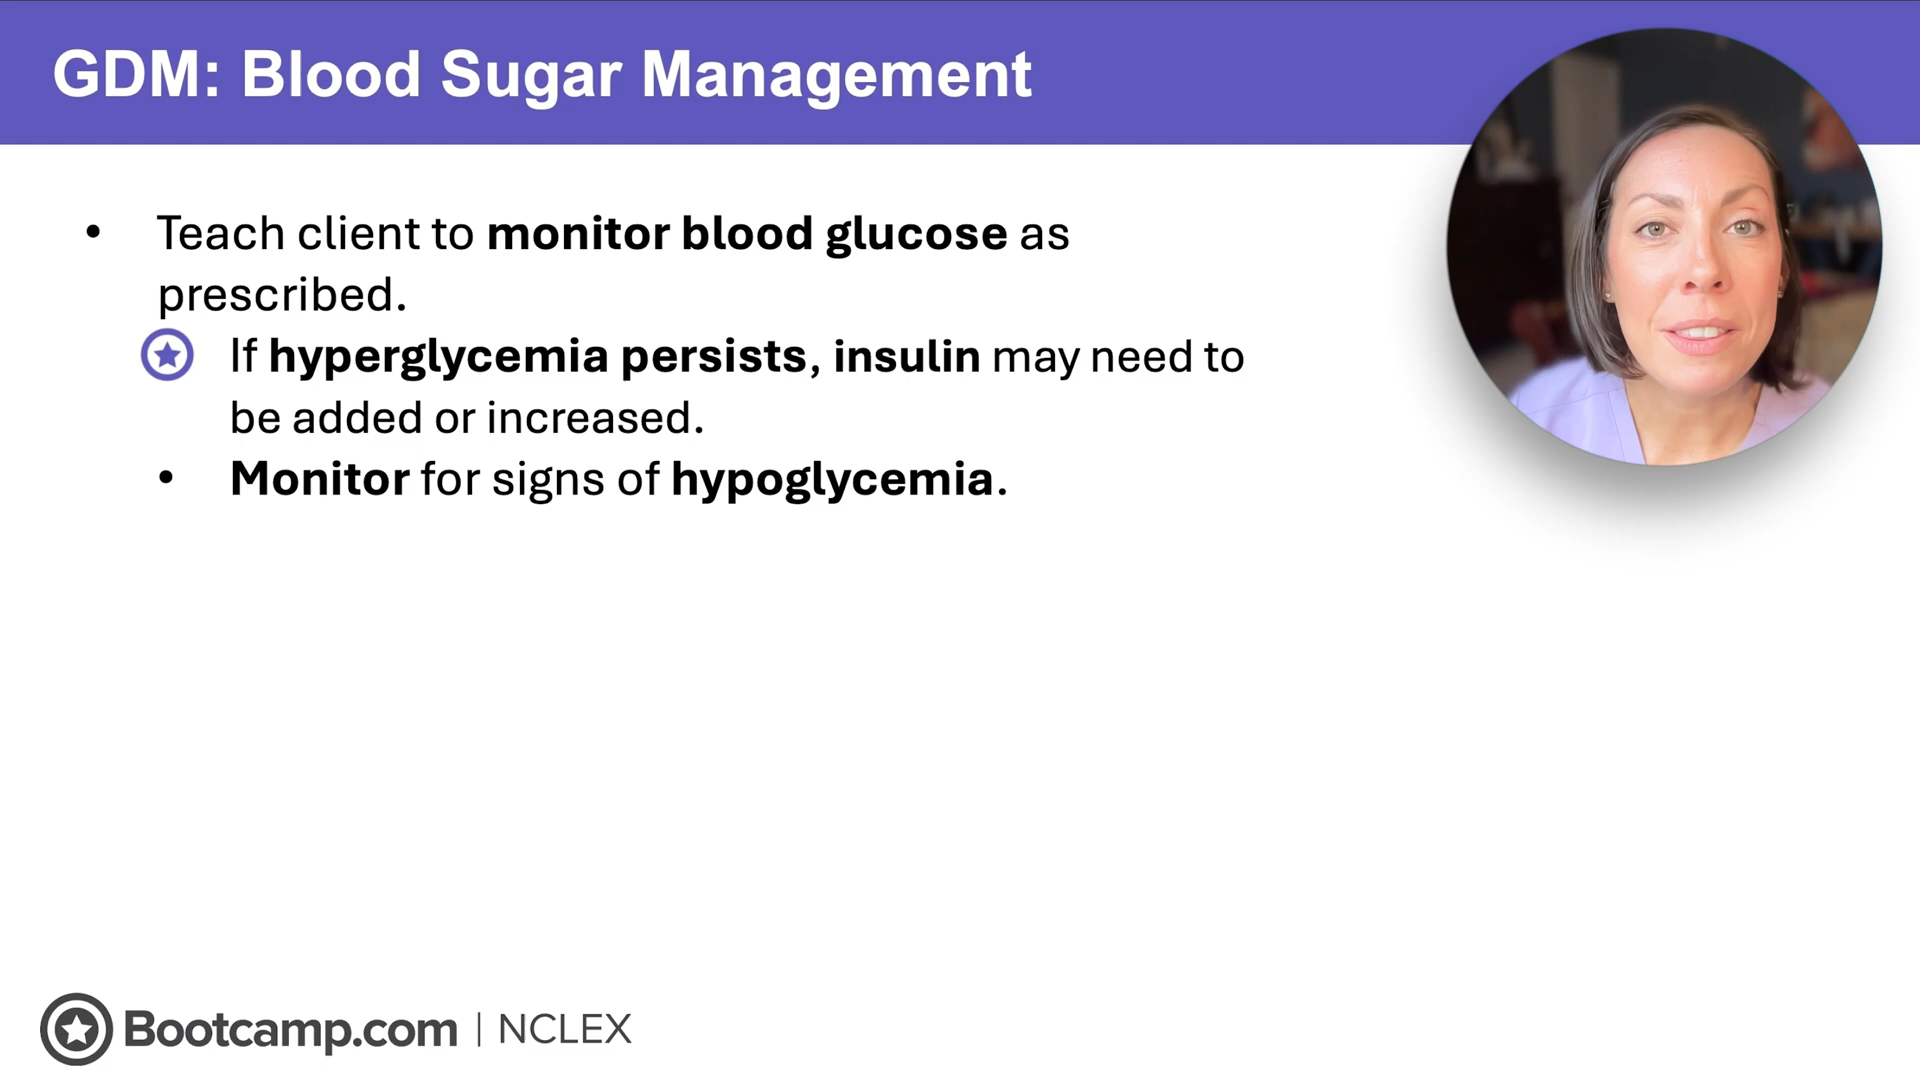 GDM: Blood Sugar Management
• Teach client to monitor blood glucose as
prescribed.
If hyperglycemia persists, insulin may need to
be added or increased.
• Monitor for signs of hypoglycemia.
Bootcamp.com | NCLEX